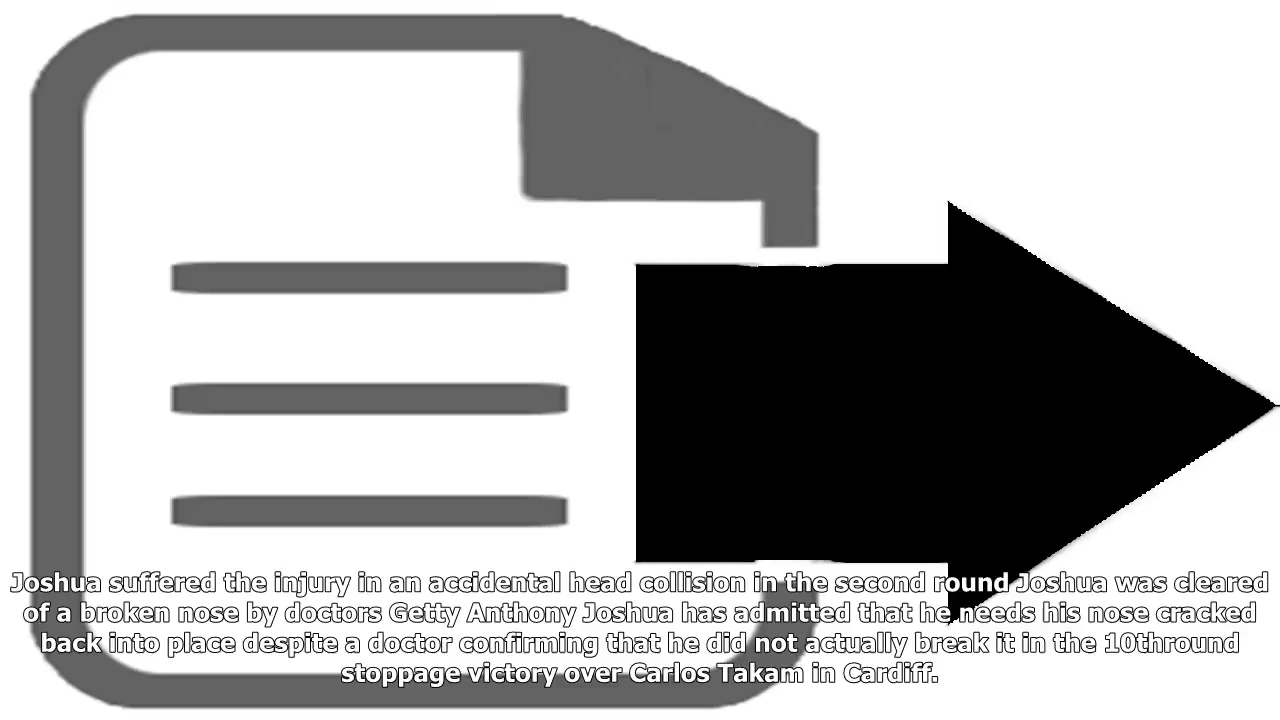 Joshua suffered the injury in an accidental head collision in the second round Joshua was cleared
of a broken nose by doctors Getty Anthony Joshua has admitted that he needs his nose cracked
back into place despite a doctor confirming that he did not actually break it in the 10thround
stoppage victory over Carlos Takam in Cardiff.